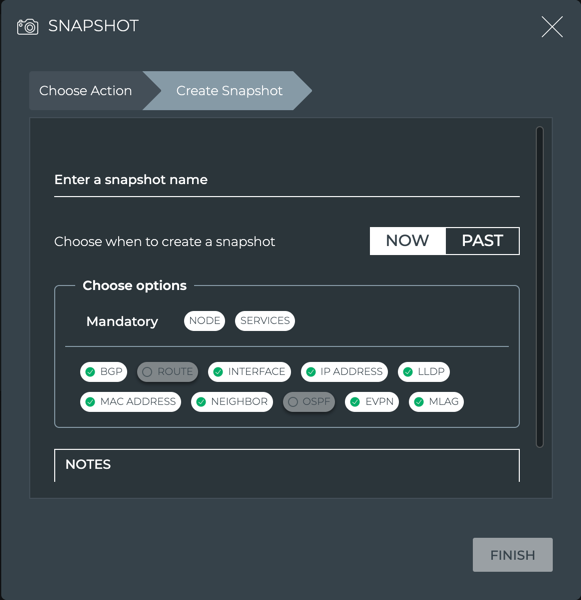 SNAPSHOT
Choose Action Create Snapshot
Enter a snapshot name
Choose when to create a snapshot NOW PAST
Choose options
Mandatory NODE SERVICES
BGP ROUTE INTERFACE IP ADDRESS LLDP
MAC ADDRESS NEIGHBOR OSPF EVPN MLAG
NOTES
FINISH